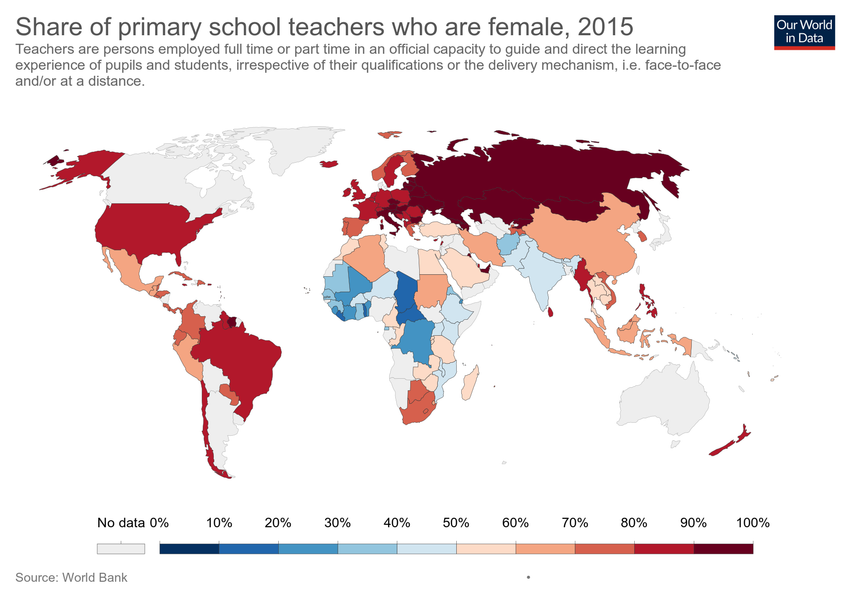 Share of primary school teachers who are female, 2015
Our World
in Data
Teachers are persons employed full time or part time in an official capacity to guide and direct the learning
experience of pupils and students, irrespective of their qualifications or the delivery mechanism, i.e. face-to-face
and/or at a distance.
No data 0% 10% 20% 30% 40% 50% 60% 70% 80% 90% 100%
Source: World Bank